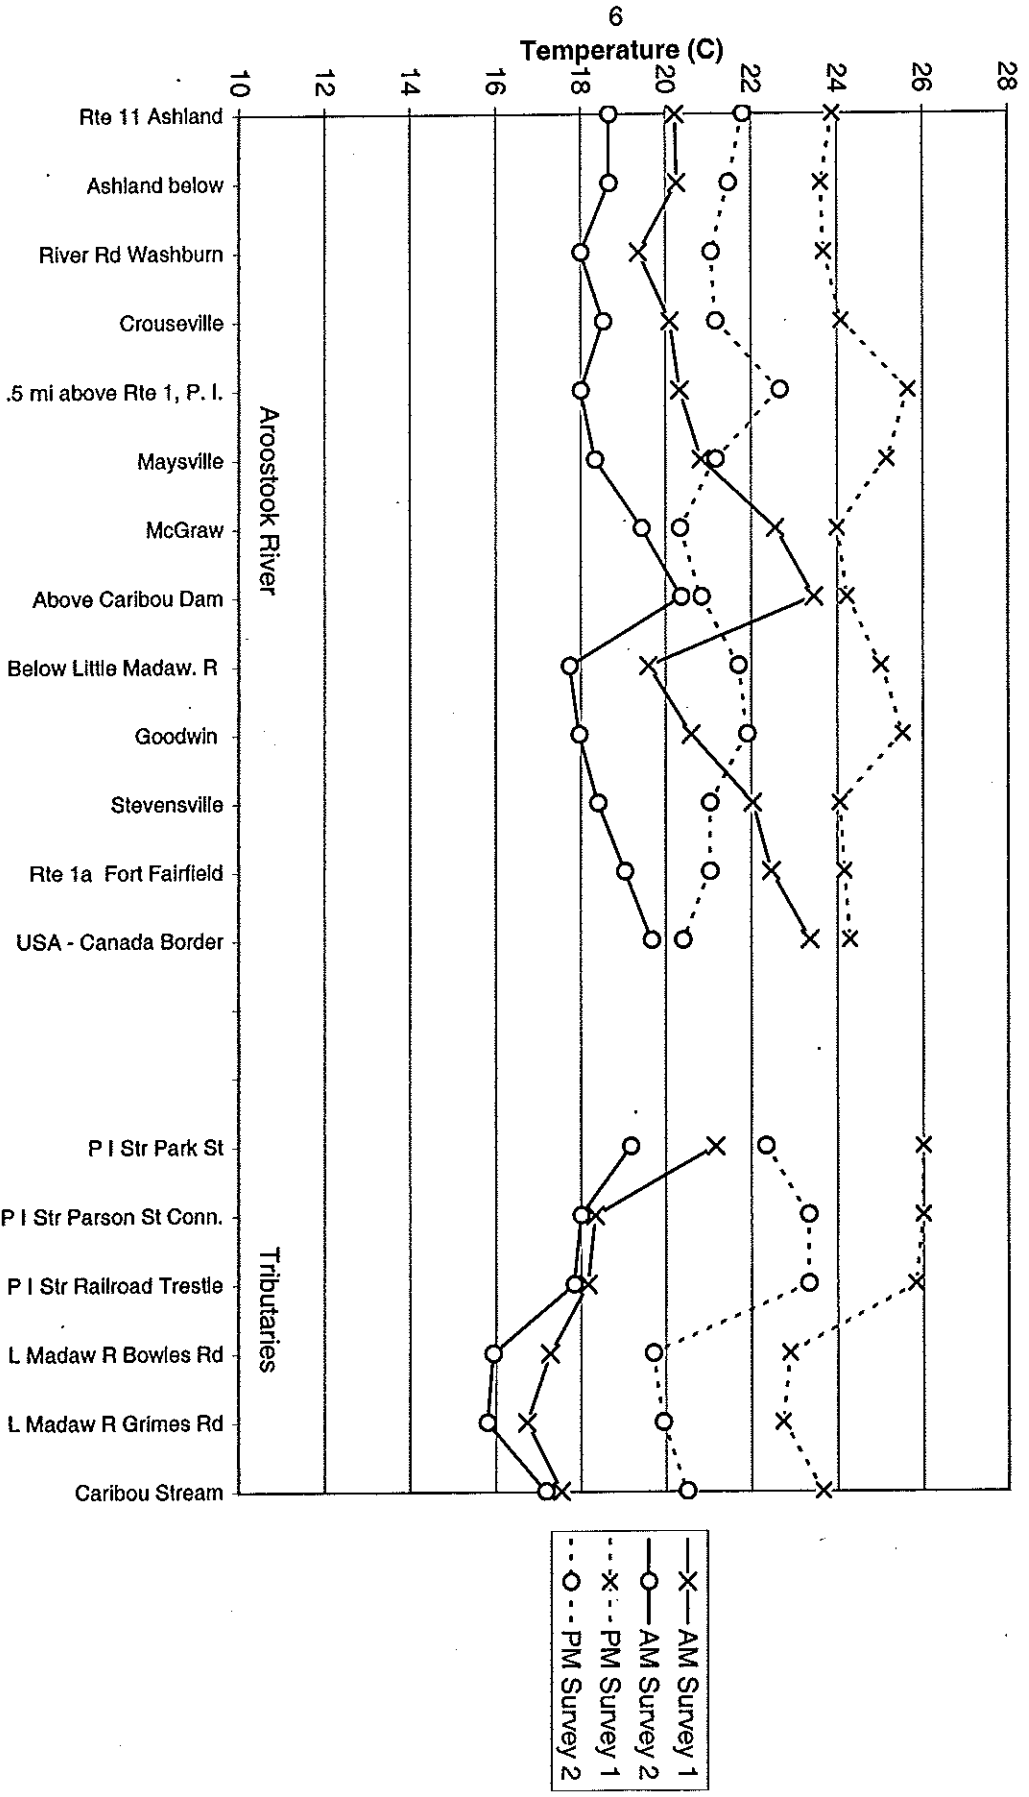 6
Temperature (C)
10
12
14
16
18
20
22
24
26
28
Rte 11 Ashland
Ashland below
River Rd Washburn
Crouseville
.5 mi above Rte 1, P. I.
Maysville
McGraw
Above Caribou Dam
Below Little Madaw. R
Goodwin
Stevensville
Rte 1a Fort Fairfield
USA - Canada Border
P I Str Park St
P I Str Parson St Conn.
P I Str Railroad Trestle
L Madaw R Bowles Rd
L Madaw R Grimes Rd
Caribou Stream
Aroostook River
Tributaries
AM Survey 1
AM Survey 2
PM Survey 1
PM Survey 2